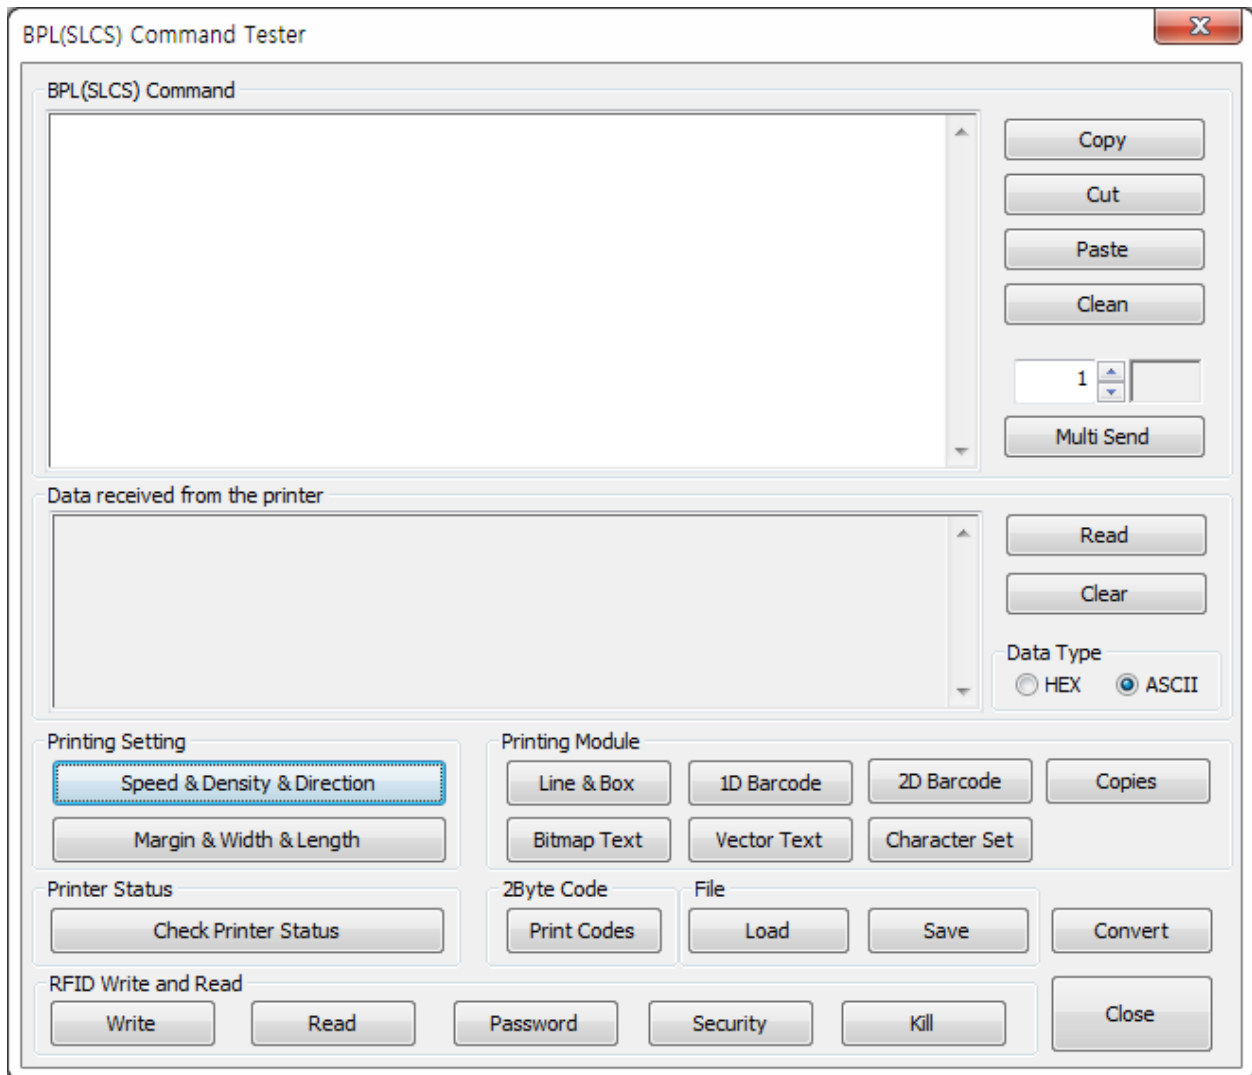 BPL(SLCS) Command Tester
BPL(SLCS) Command
Copy
Cut
Paste
Clean
1
Multi Send
Data received from the printer
Read
Clear
Data Type
HEX ASCII
Printing Setting
Speed & Density & Direction
Margin & Width & Length
Printing Module
Line & Box 1D Barcode 2D Barcode Copies
Bitmap Text Vector Text Character Set
Printer Status
Check Printer Status
2Byte Code
Print Codes
File
Load Save
Convert
RFID Write and Read
Write Read Password Security Kill
Close